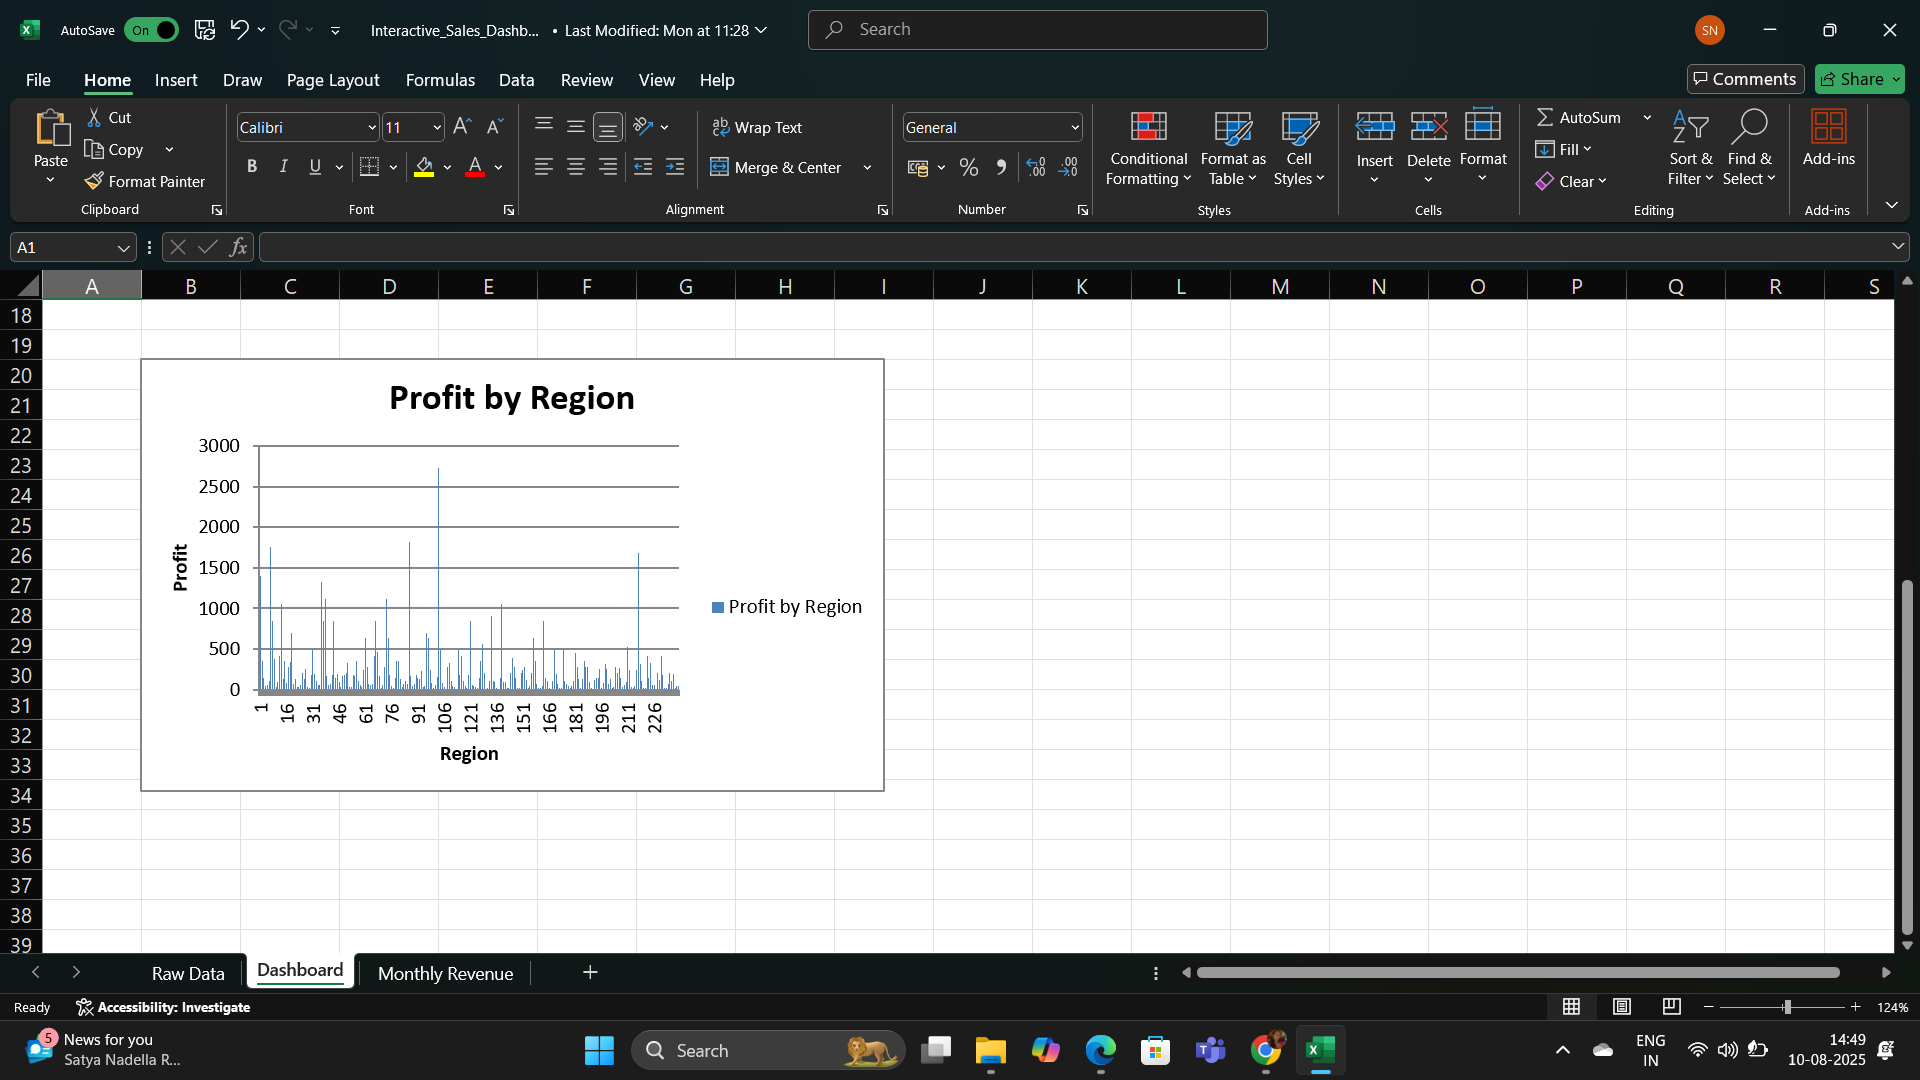 AutoSave On Interactive_Sales_Dashb... • Last Modified: Mon at 11:28 Search SN
File Home Insert Draw Page Layout Formulas Data Review View Help Comments Share
Paste
Cut
Copy
Format Painter
Clipboard
Calibri 11
B I U
Font
Wrap Text
Merge & Center
Alignment
General
% 
Number
Conditional Formatting
Format as Table
Cell Styles
Styles
Insert Delete Format
Cells
AutoSum
Fill
Clear
Sort & Filter
Find & Select
Editing
Add-ins
Add-ins
A1 fx
A B C D E F G H I J K L M N O P Q R S
18
19
20
21
22
23
24
25
26
27
28
29
30
31
32
33
34
35
36
37
38
39
Profit by Region
3000
2500
2000
1500
1000
500
0
Profit
1 16 31 46 61 76 91 106 121 136 151 166 181 196 211 226
Region
Profit by Region
Raw Data Dashboard Monthly Revenue
Ready Accessibility: Investigate 124%
5 News for you
Satya Nadella R...
Search
ENG
IN
14:49
10-08-2025